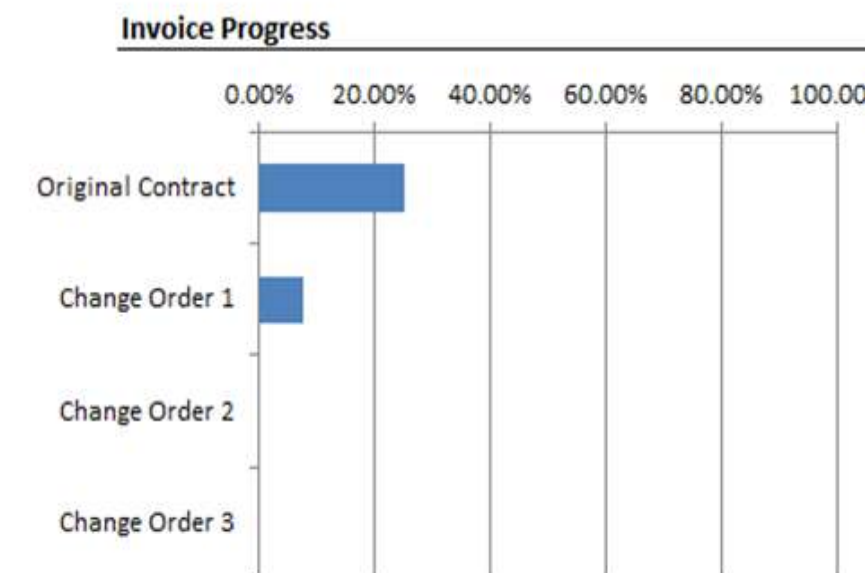 Invoice Progress
0.00% 20.00% 40.00% 60.00% 80.00% 100.00
Original Contract
Change Order 1
Change Order 2
Change Order 3